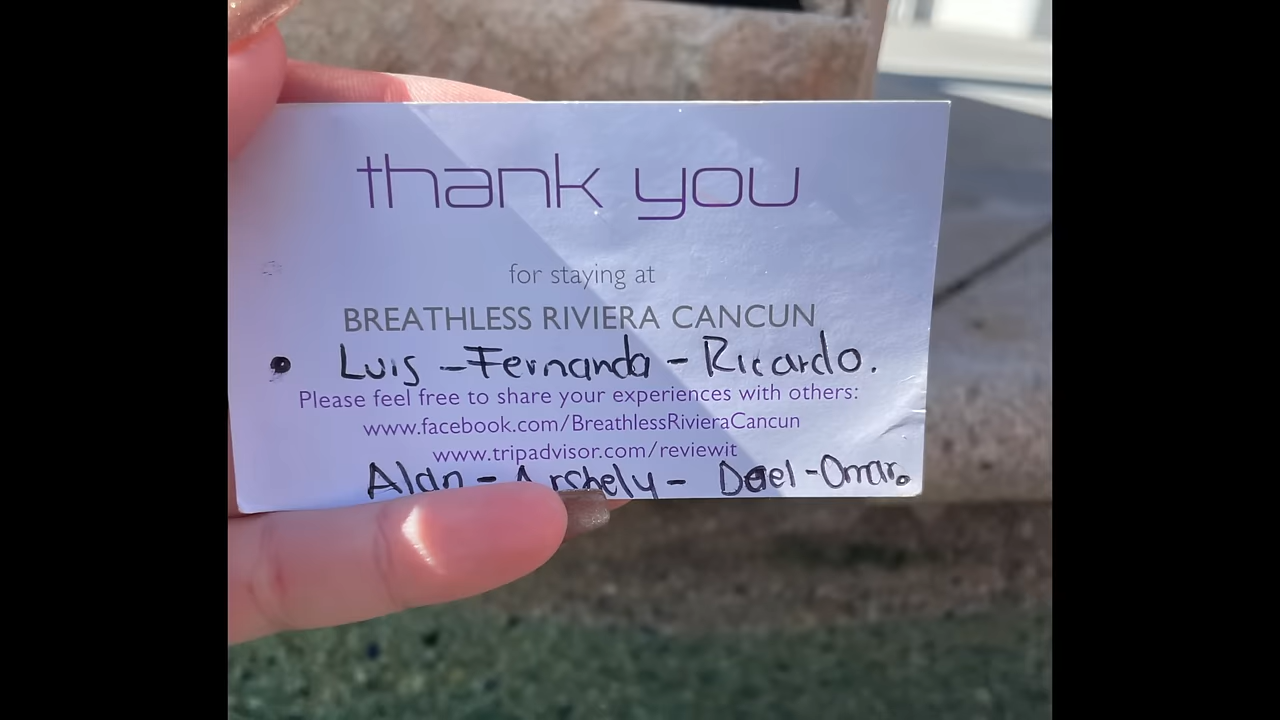 thank you
for staying at
BREATHLESS RIVIERA CANCUN
• Luis - Fernanda - Ricardo.
Please feel free to share your experiences with others:
www.facebook.com/BreathlessRivieraCancun
www.tripadvisor.com/reviewit
Alan - Arshely - Dael - Omar.